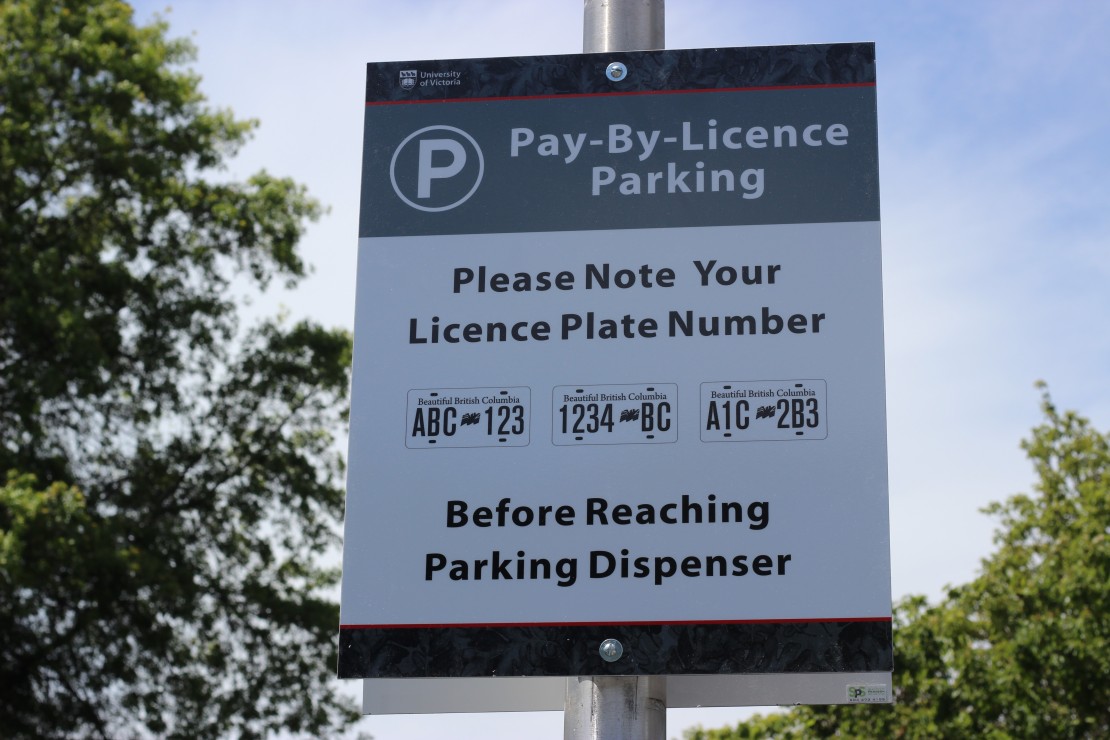 University
of Victoria
P
Pay-By-Licence
Parking
Please Note Your
Licence Plate Number
Beautiful British Columbia
ABC 123
Beautiful British Columbia
1234 BC
Beautiful British Columbia
A1C 2B3
Before Reaching
Parking Dispenser
SPS